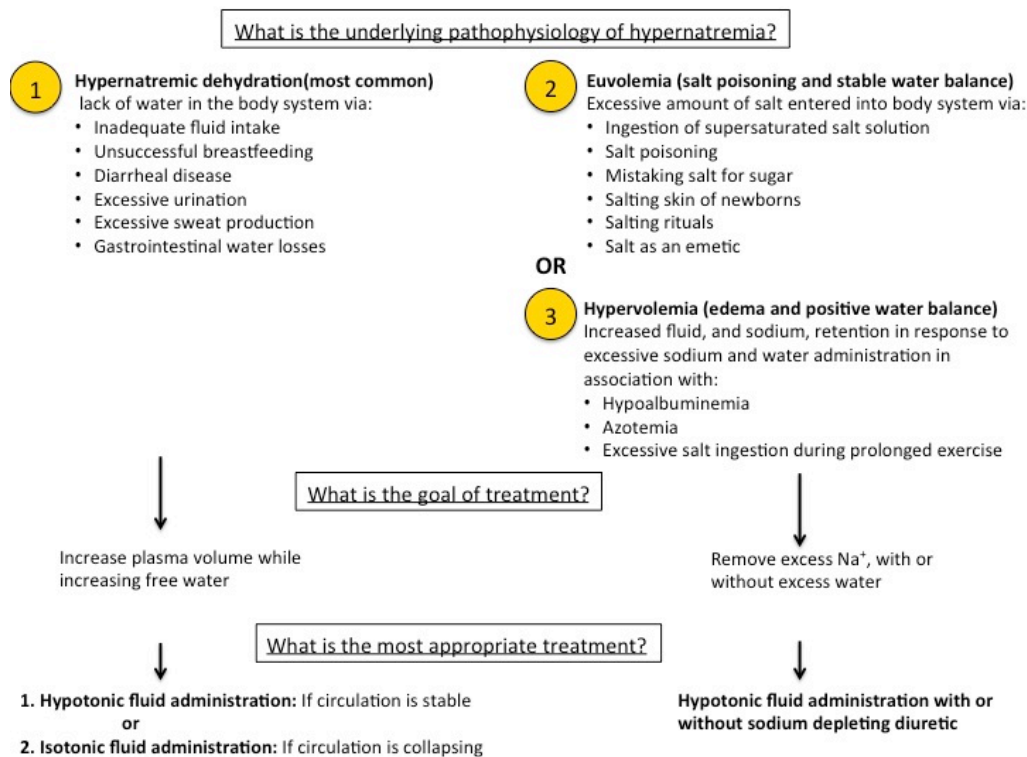 What is the underlying pathophysiology of hypernatremia?
1
Hypernatremic dehydration(most common)
lack of water in the body system via:
• Inadequate fluid intake
• Unsuccessful breastfeeding
• Diarrheal disease
• Excessive urination
• Excessive sweat production
• Gastrointestinal water losses
2
Euvolemia (salt poisoning and stable water balance)
Excessive amount of salt entered into body system via:
• Ingestion of supersaturated salt solution
• Salt poisoning
• Mistaking salt for sugar
• Salting skin of newborns
• Salting rituals
• Salt as an emetic
OR
3
Hypervolemia (edema and positive water balance)
Increased fluid, and sodium, retention in response to
excessive sodium and water administration in
association with:
• Hypoalbuminemia
• Azotemia
• Excessive salt ingestion during prolonged exercise
What is the goal of treatment?
Increase plasma volume while
increasing free water
Remove excess Na⁺, with or
without excess water
What is the most appropriate treatment?
1. Hypotonic fluid administration: If circulation is stable
or
2. Isotonic fluid administration: If circulation is collapsing
Hypotonic fluid administration with or
without sodium depleting diuretic